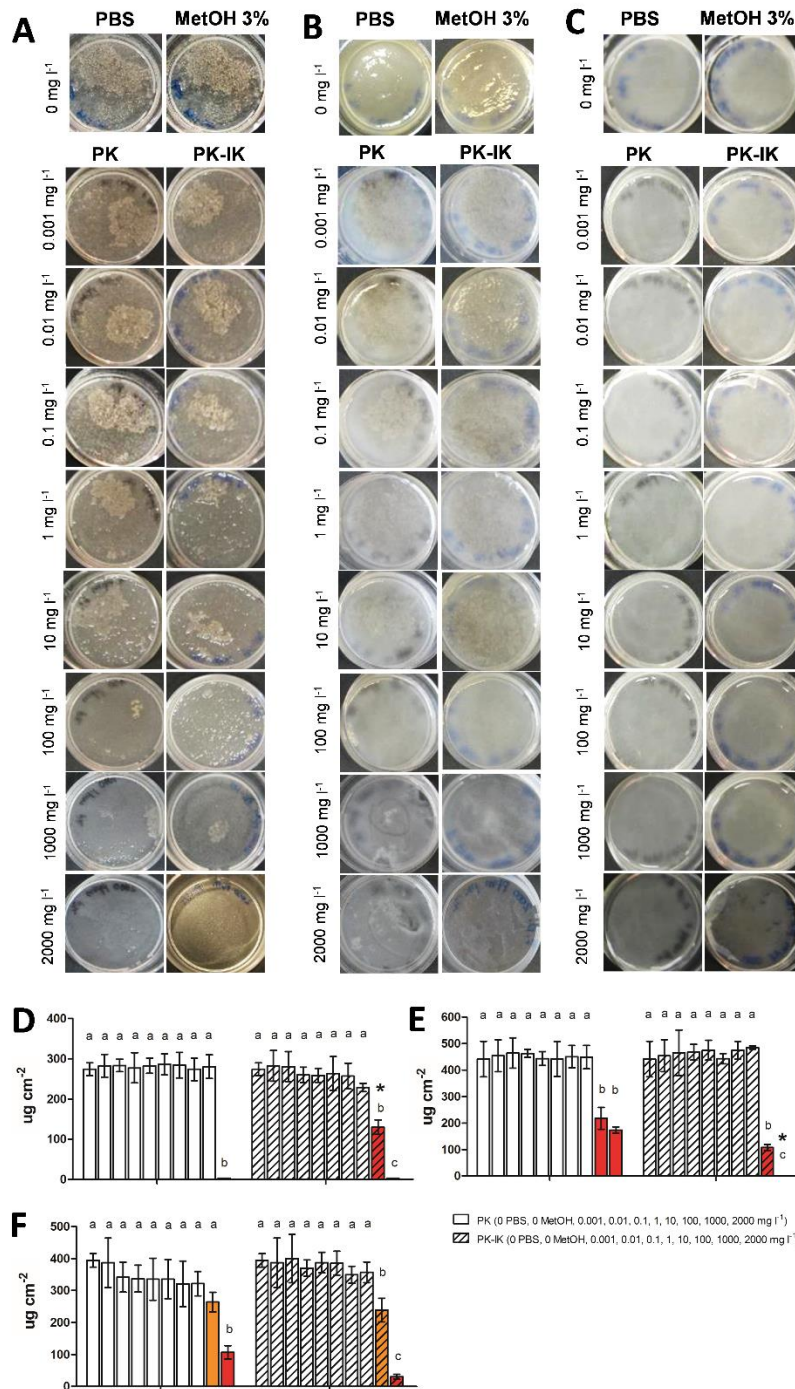 A PBS MetOH 3% B PBS MetOH 3% C PBS MetOH 3%
0 mg l-1 0 mg l-1 0 mg l-1
PK PK-IK PK PK-IK PK PK-IK
0.001 mg l-1 0.001 mg l-1 0.001 mg l-1
0.01 mg l-1 0.01 mg l-1 0.01 mg l-1
0.1 mg l-1 0.1 mg l-1 0.1 mg l-1
1 mg l-1 1 mg l-1 1 mg l-1
10 mg l-1 10 mg l-1 10 mg l-1
100 mg l-1 100 mg l-1 100 mg l-1
1000 mg l-1 1000 mg l-1 1000 mg l-1
2000 mg l-1 2000 mg l-1 2000 mg l-1
D
ug cm-2
400
300
200
100
0
a a a a a a a a a b
a a a a a a a a * b c
E
ug cm-2
600
500
400
300
200
100
0
a a a a a a a a b b
a a a a a a a a b * c
PK (0 PBS, 0 MetOH, 0.001, 0.01, 0.1, 1, 10, 100, 1000, 2000 mg l-1)
PK-IK (0 PBS, 0 MetOH, 0.001, 0.01, 0.1, 1, 10, 100, 1000, 2000 mg l-1)
F
ug cm-2
500
400
300
200
100
0
a a a a a a a a a b
a a a a a a a a b c